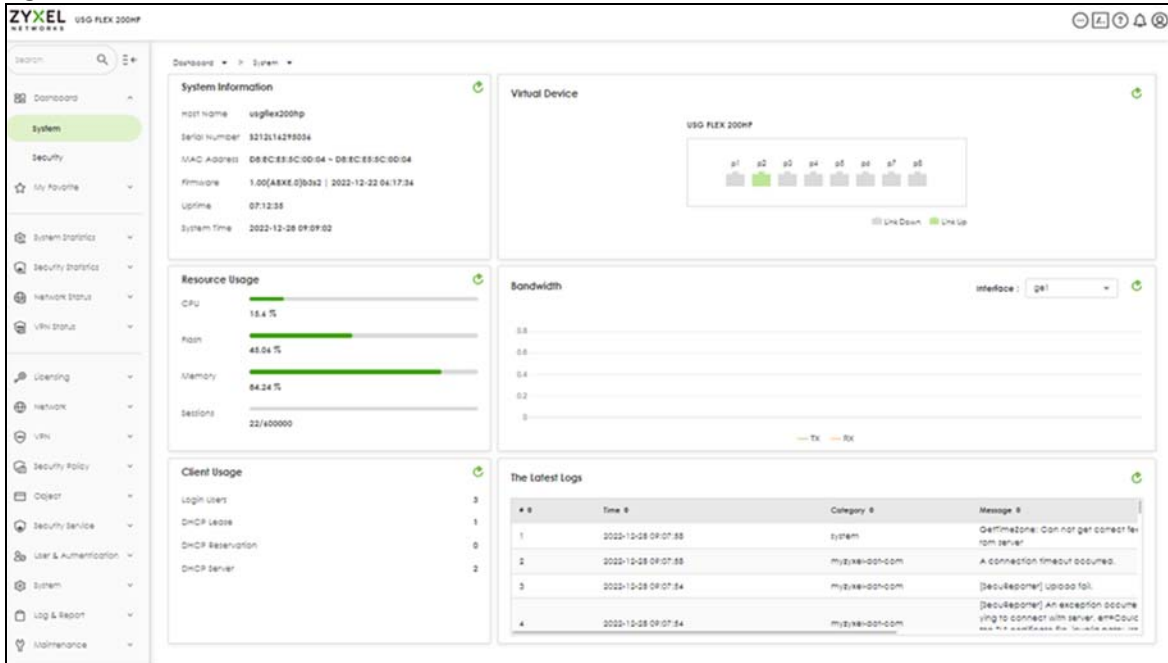 ZYXEL USG FLEX 200HP
NETWORKS
Search
Dashboard > System
Dashboard
System
Security
My Favorite
System Statistics
Security Statistics
Network Status
VPN Status
Licensing
Network
VPN
Security Policy
Object
Security Service
User & Authentication
System
Log & Report
Maintenance
System Information
Host Name usgflex200hp
Serial Number S212L16295036
MAC Address D8:EC:E5:5C:00:04 ~ D8:EC:E5:5C:00:04
Firmware 1.00(ABXE.0)b3s2 | 2022-12-22 06:17:36
Uptime 07:12:35
System Time 2022-12-28 09:09:02
Virtual Device
USG FLEX 200HP
p1 p2 p3 p4 p5 p6 p7 p8
Link Down Link Up
Resource Usage
CPU
15.6 %
Flash
45.06 %
Memory
84.24 %
Sessions
22/600000
Bandwidth
Interface : ge1
0.8
0.6
0.4
0.2
0
TX RX
Client Usage
Login Users 3
DHCP Lease 1
DHCP Reservation 0
DHCP Server 2
The Latest Logs
# Time Category Message
1 2022-12-28 09:07:55 system GetTimeZone: Can not get correct
rom server
2 2022-12-28 09:07:55 myzyxel-dot-com A connection timeout occurred.
3 2022-12-28 09:07:54 myzyxel-dot-com [SecuReporter] Upload fail.
4 2022-12-28 09:07:54 myzyxel-dot-com [SecuReporter] An exception occurre
ying to connect with server, err=Could